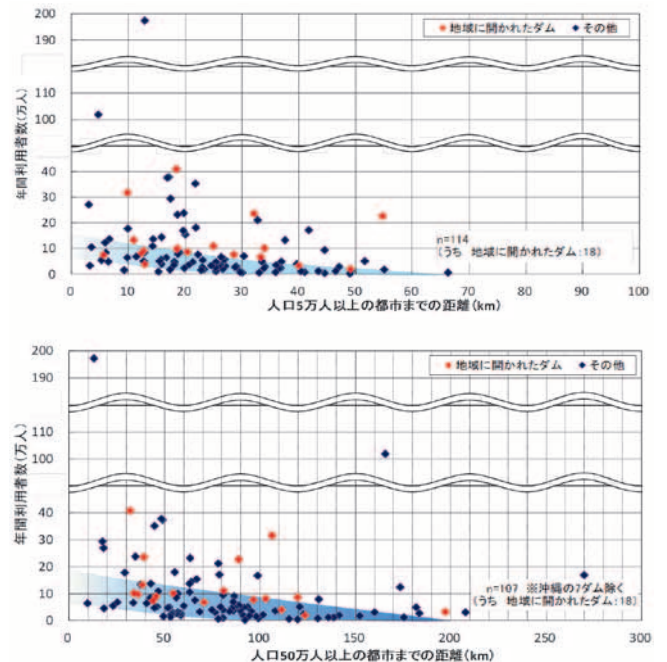 200
190
110
100
40
30
20
10
0
年間利用者数(万人)
地域に開かれたダム
その他
n=114
(うち 地域に開かれたダム:18)
0 10 20 30 40 50 60 70 80 90 100
人口5万人以上の都市までの距離(km)
200
190
110
100
40
30
20
10
0
年間利用者数(万人)
地域に開かれたダム
その他
n=107 ※沖縄の7ダム除く
(うち 地域に開かれたダム:18)
0 50 100 150 200 250 300
人口50万人以上の都市までの距離(km)